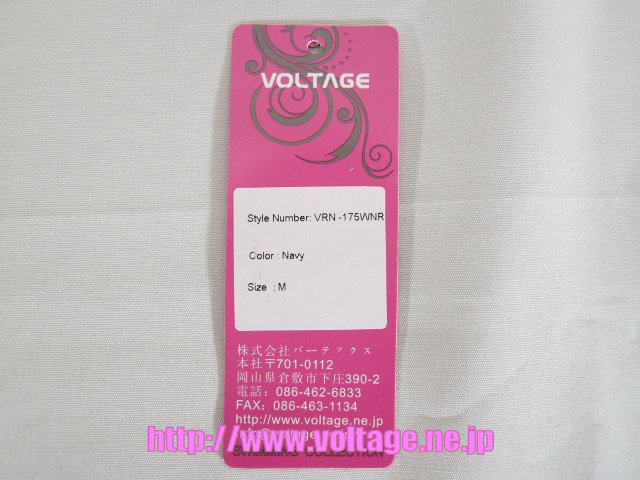 VOLTAGE
Style Number: VRN -175WNR
Color : Navy
Size : M
株式会社バーテックス
本社〒701-0112
岡山県倉敷市下庄390-2
電話：086-462-6833
FAX：086-463-1134
http://www.voltage.ne.jp
http://www.voltage.ne.jp
SWIMMING COLLECTION